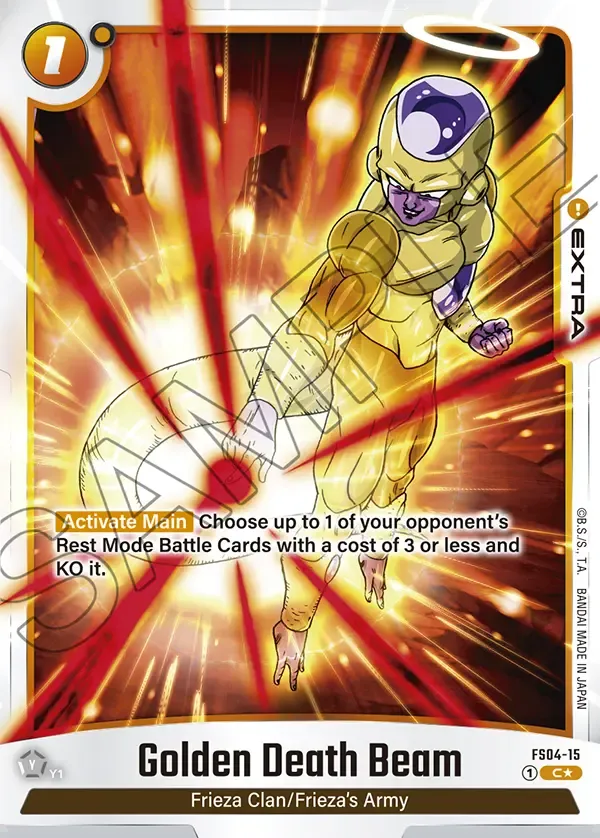 1
EXTRA
SAMPLE
Activate Main Choose up to 1 of your opponent's
Rest Mode Battle Cards with a cost of 3 or less and
KO it.
©B.S./S., T.A. BANDAI MADE IN JAPAN
Golden Death Beam
FS04-15
Y Y1
1 C★
Frieza Clan/Frieza's Army